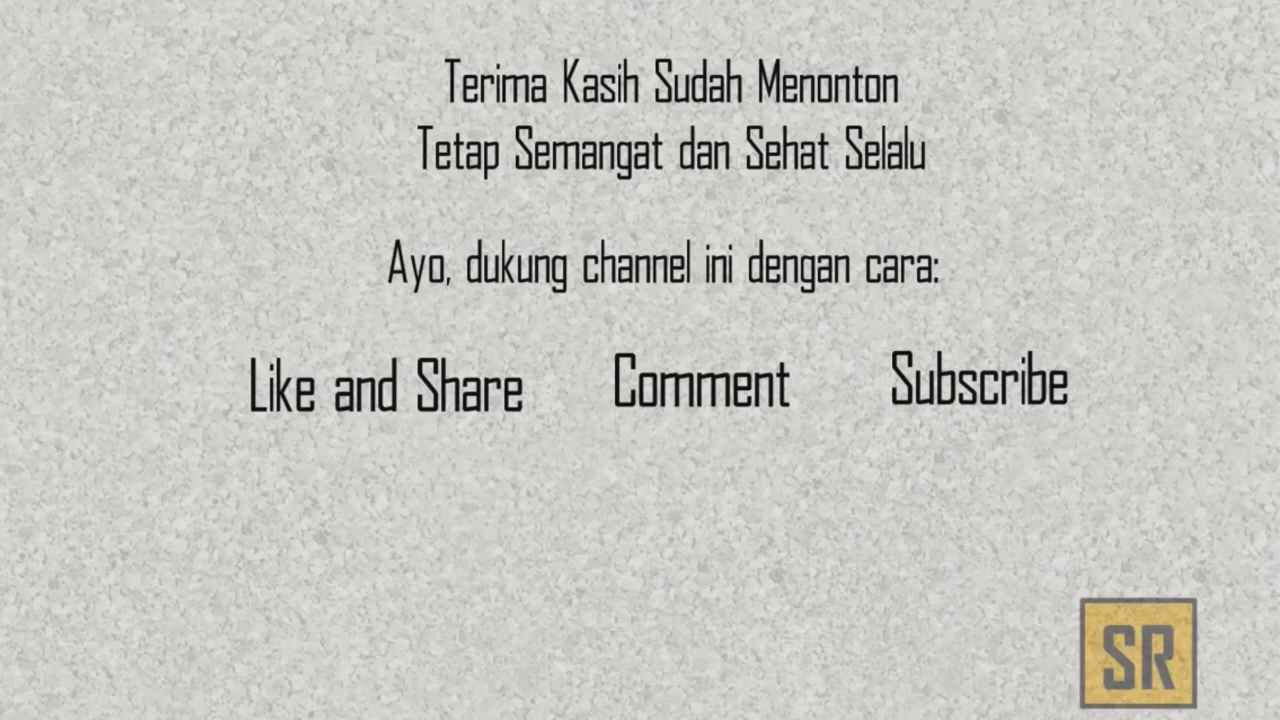 Terima Kasih Sudah Menonton
Tetap Semangat dan Sehat Selalu
Ayo, dukung channel ini dengan cara:
Like and Share Comment Subscribe
SR